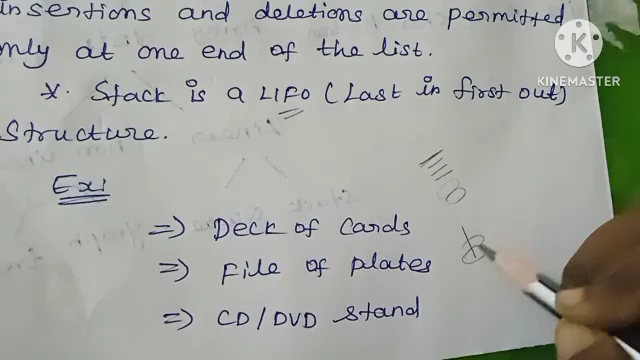 insertions and deletions are permitted
only at one end of the list.
*. Stack is a LIFO (Last in first out)
Structure.
Ex:
=> Deck of cards
=> File of plates
=> CD/DVD stand
K
KINEMASTER